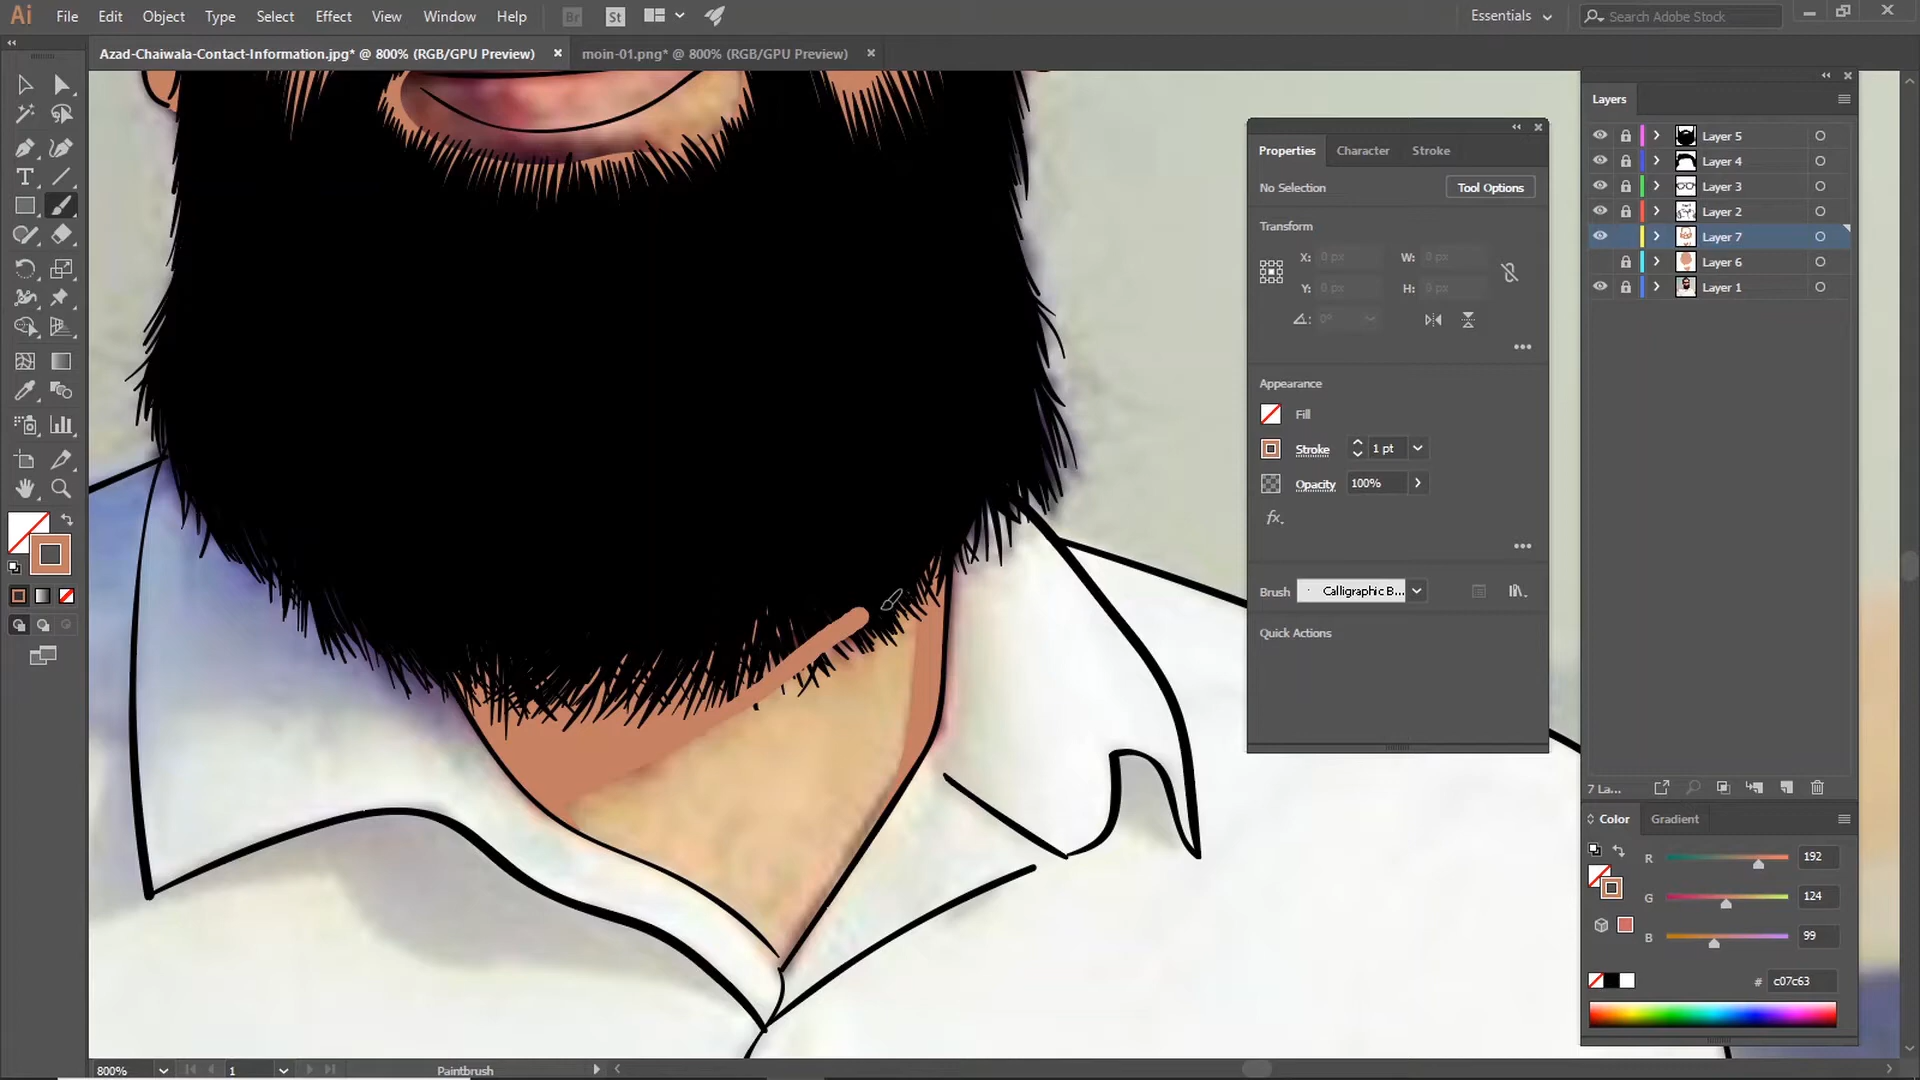 Ai File Edit Object Type Select Effect View Window Help Br St Essentials Search Adobe Stock
Azad-Chaiwala-Contact-Information.jpg* @ 800% (RGB/GPU Preview) moin-01.png* @ 800% (RGB/GPU Preview)
Layers
Layer 5
Layer 4
Layer 3
Layer 2
Layer 7
Layer 6
Layer 1
Properties Character Stroke
No Selection Tool Options
Transform
X: 0 px W: 0 px
Y: 0 px H: 0 px
0°
Appearance
Fill
Stroke 1 pt
Opacity 100%
fx.
Brush Calligraphic B...
Quick Actions
7 La...
Color Gradient
R 192
G 124
B 99
# c07c63
800% 1 Paintbrush